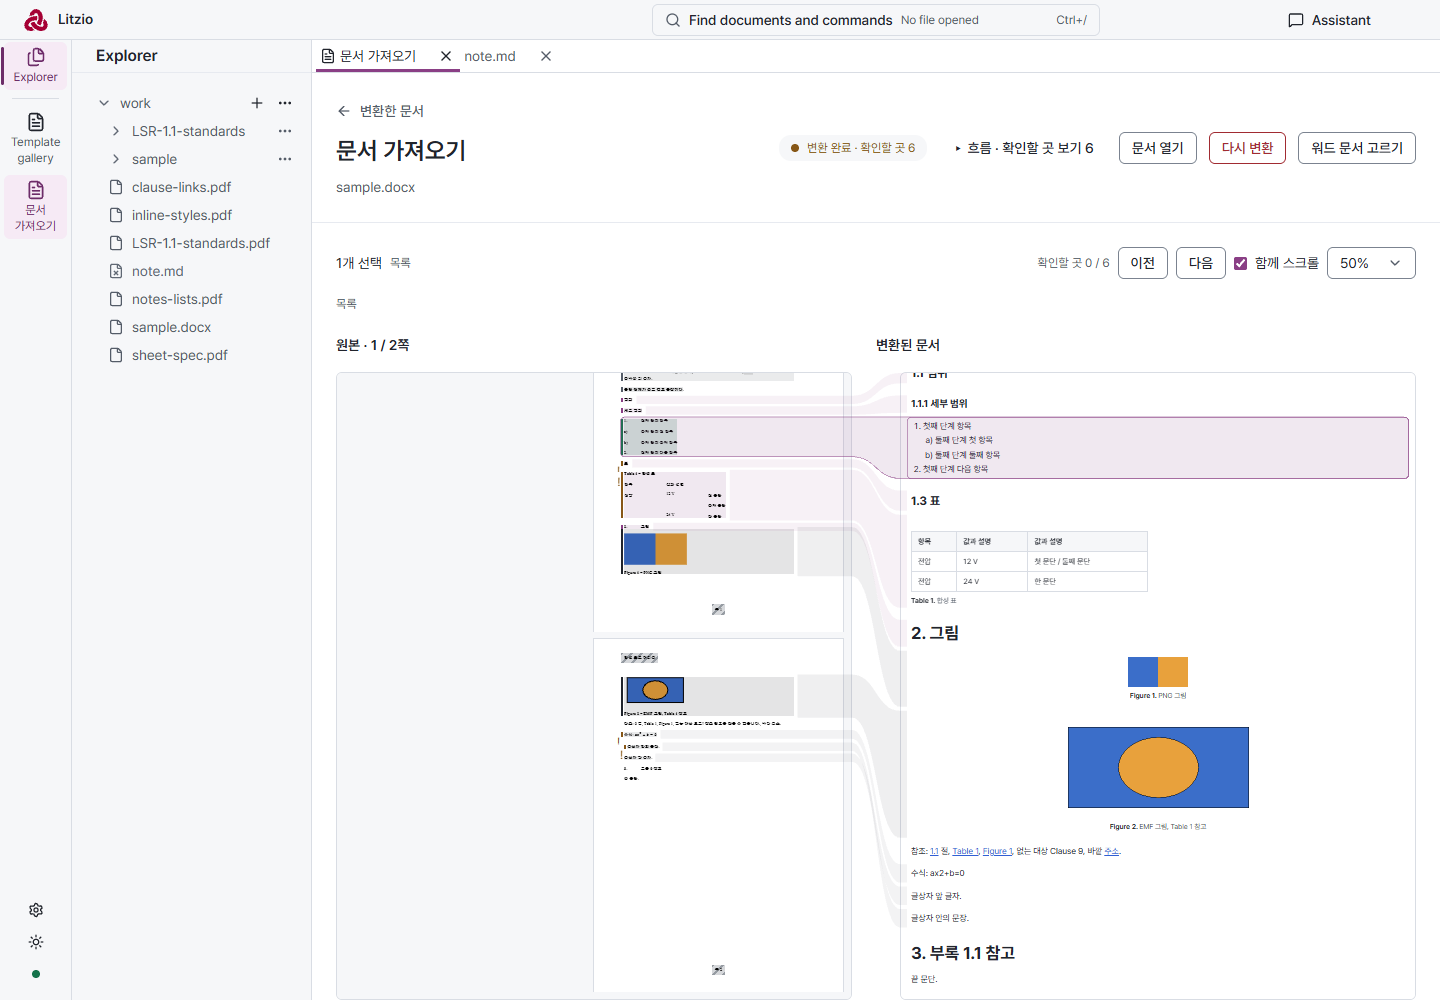 Litzio
Find documents and commands No file opened Ctrl+/
Assistant
Explorer
Template gallery
문서 가져오기
Explorer
work
LSR-1.1-standards
sample
clause-links.pdf
inline-styles.pdf
LSR-1.1-standards.pdf
note.md
notes-lists.pdf
sample.docx
sheet-spec.pdf
문서 가져오기
note.md
변환한 문서
문서 가져오기
변환 완료 · 확인할 곳 6
흐름 · 확인할 곳 보기 6
문서 열기
다시 변환
워드 문서 고르기
sample.docx
1개 선택 목록
확인할 곳 0 / 6
이전
다음
함께 스크롤
50%
목록
원본 · 1 / 2쪽
변환된 문서
1.1.1 세부 범위
1. 첫째 단계 항목
a) 둘째 단계 첫 항목
b) 둘째 단계 둘째 항목
2. 첫째 단계 다음 항목
1.3 표
항목 값과 설명 값과 설명
전압 12 V 첫 문단 / 둘째 문단
전압 24 V 한 문단
Table 1. 합성 표
2. 그림
Figure 1. PNG 그림
Figure 2. EMF 그림, Table 1 참고
참조: 1.1 절, Table 1, Figure 1, 없는 대상 Clause 9, 바깥 주소.
수식: ax2+b=0
글상자 앞 글자.
글상자 안의 문장.
3. 부록 1.1 참고
끝 문단.